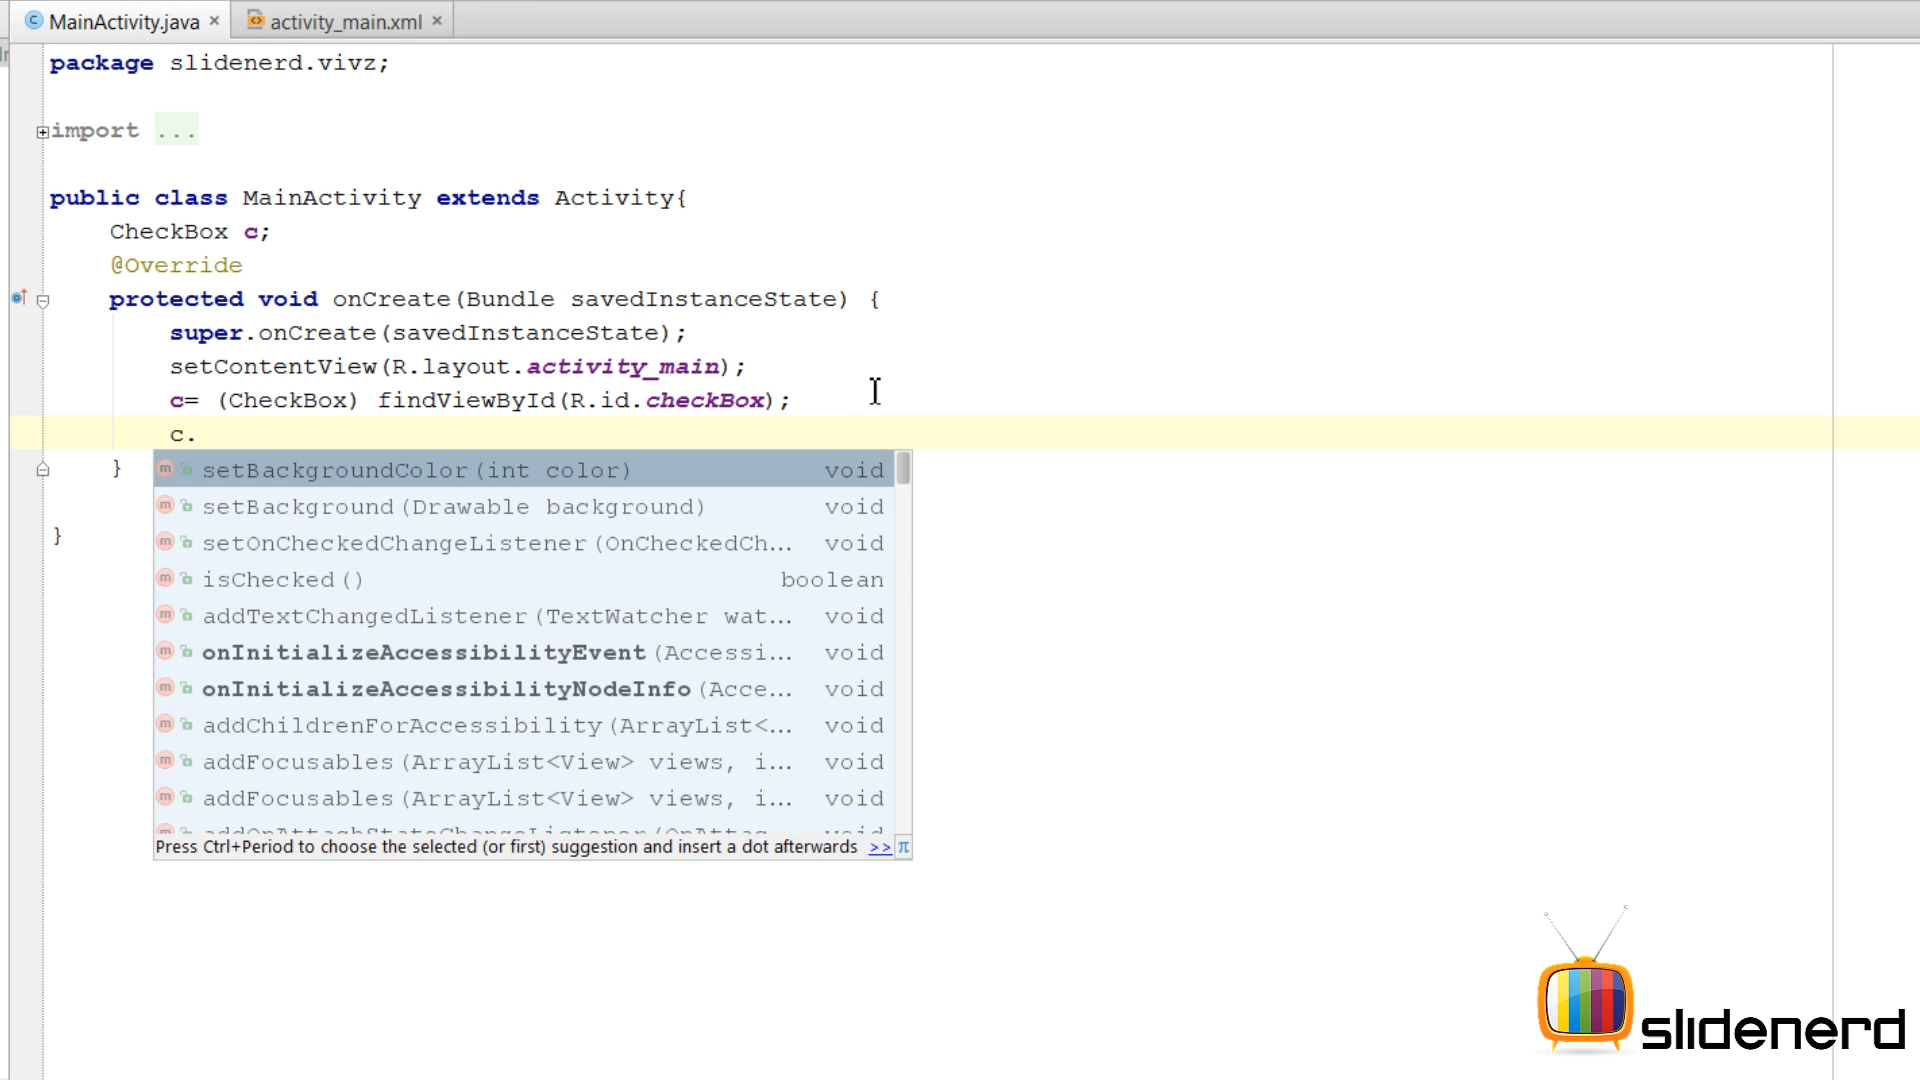 MainActivity.java × activity_main.xml ×
package slidenerd.vivz;
import ...
public class MainActivity extends Activity{
CheckBox c;
@Override
protected void onCreate(Bundle savedInstanceState) {
super.onCreate(savedInstanceState);
setContentView(R.layout.activity_main);
c= (CheckBox) findViewById(R.id.checkBox);
c.
}
setBackgroundColor(int color) void
setBackground(Drawable background) void
setOnCheckedChangeListener(OnCheckedCh... void
isChecked() boolean
addTextChangedListener(TextWatcher wat... void
onInitializeAccessibilityEvent(Accessi... void
onInitializeAccessibilityNodeInfo(Acce... void
addChildrenForAccessibility(ArrayList<... void
addFocusables(ArrayList<View> views, i... void
addFocusables(ArrayList<View> views, i... void
Press Ctrl+Period to choose the selected (or first) suggestion and insert a dot afterwards >> π
}
slidenerd